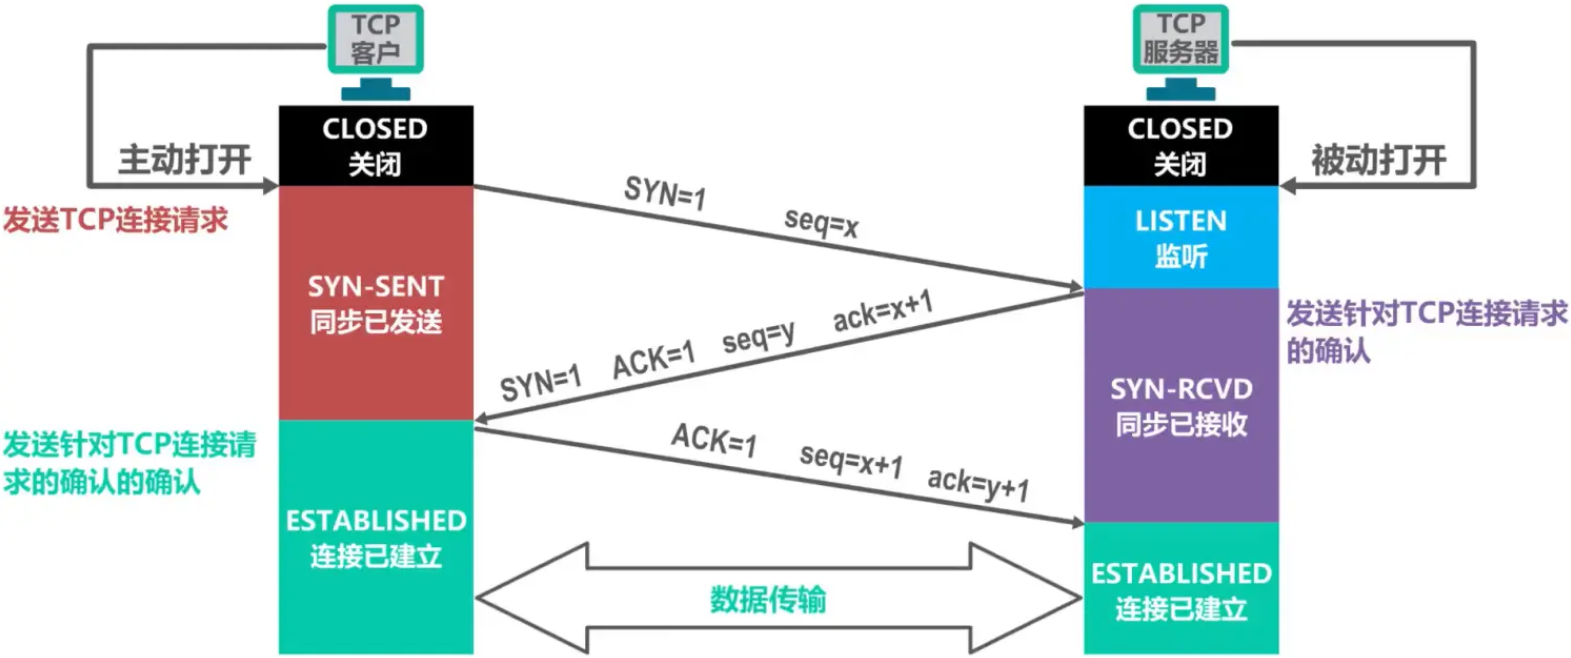 TCP
客户
TCP
服务器
CLOSED
关闭
CLOSED
关闭
主动打开
被动打开
发送TCP连接请求
SYN=1 seq=x
LISTEN
监听
SYN-SENT
同步已发送
发送针对TCP连接请求
的确认
SYN=1 ACK=1 seq=y ack=x+1
SYN-RCVD
同步已接收
发送针对TCP连接请
求的确认的确认
ACK=1 seq=x+1 ack=y+1
ESTABLISHED
连接已建立
数据传输
ESTABLISHED
连接已建立